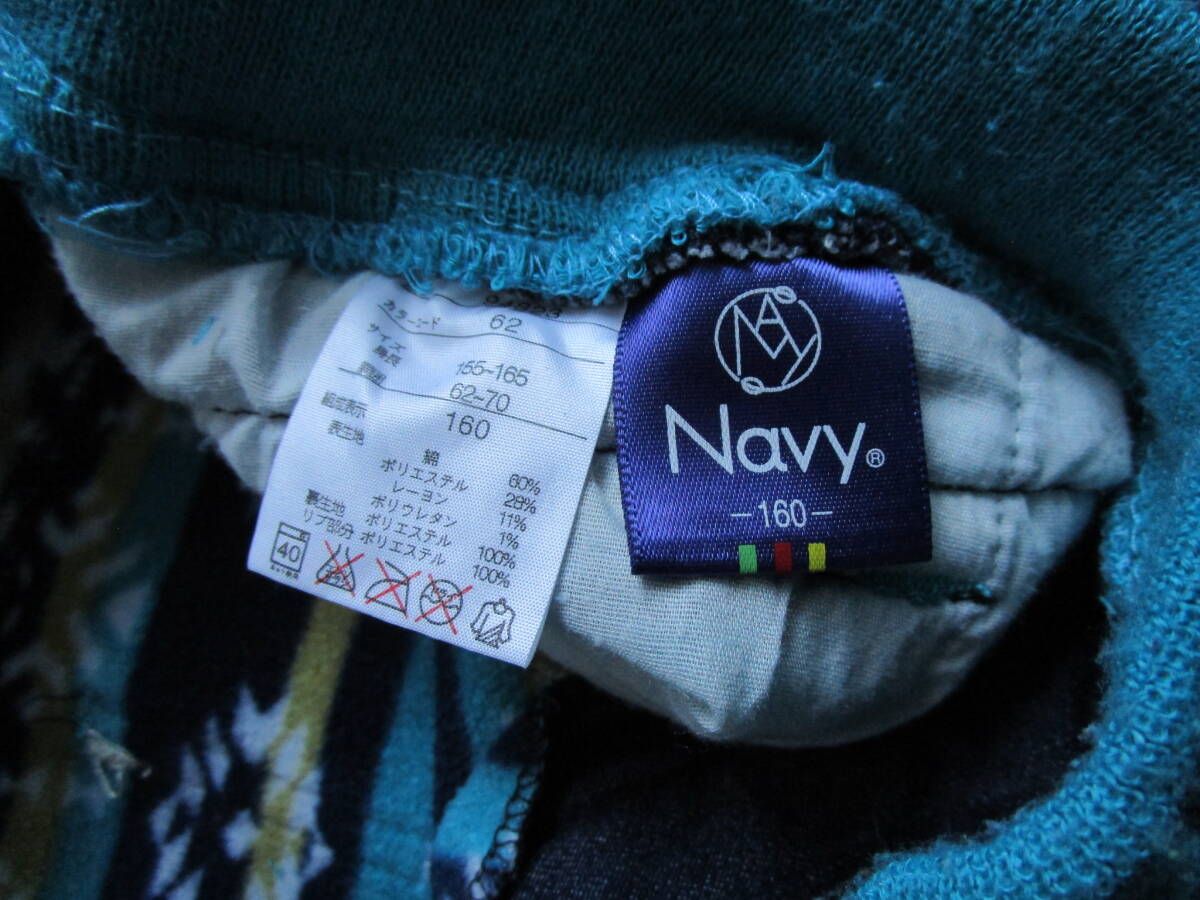 カラーコード 62
サイズ
身長 155~165
62~70
160
組成表示
表生地
綿 60%
ポリエステル 28%
レーヨン 11%
ポリウレタン 1%
裏生地 ポリエステル 100%
リブ部分 ポリエステル 100%
40
NAVY
Navy®
-160-